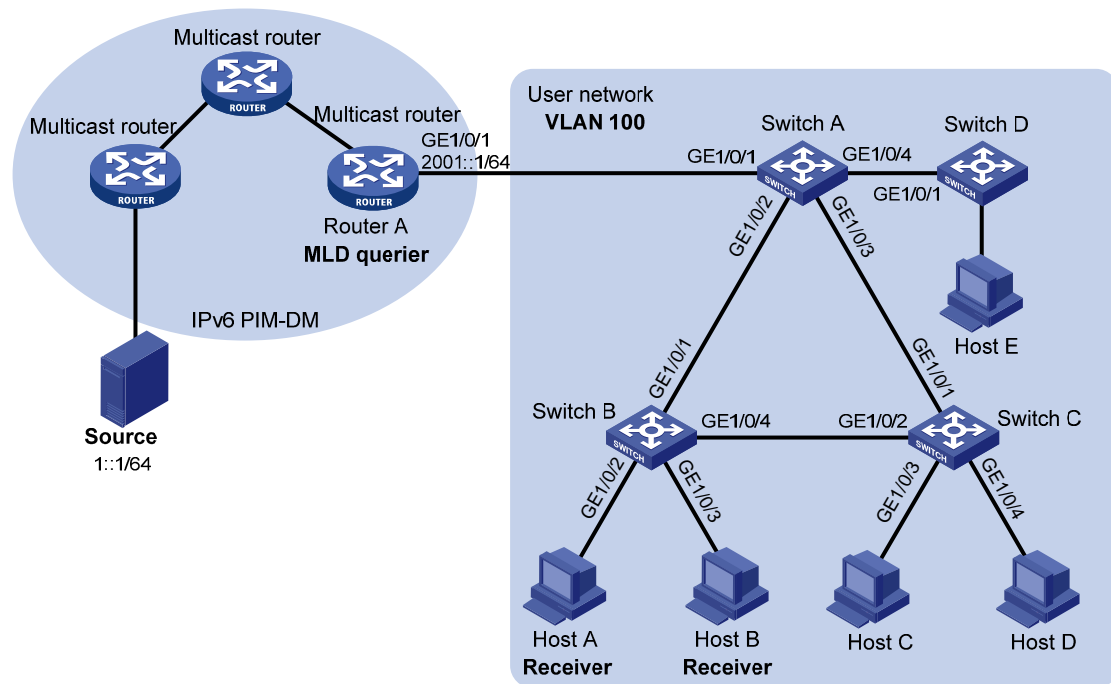 Multicast router
ROUTER
Multicast router
ROUTER
Multicast router
ROUTER
Router A
MLD querier
GE1/0/1
2001::1/64
IPv6 PIM-DM
Source
1::1/64
User network
VLAN 100
Switch A
GE1/0/1
SWITCH
GE1/0/4
GE1/0/2
GE1/0/3
Switch D
GE1/0/1
SWITCH
Host E
GE1/0/1
Switch B
SWITCH
GE1/0/4
GE1/0/2
GE1/0/3
GE1/0/1
GE1/0/2
Switch C
SWITCH
GE1/0/3
GE1/0/4
Host A
Receiver
Host B
Receiver
Host C
Host D